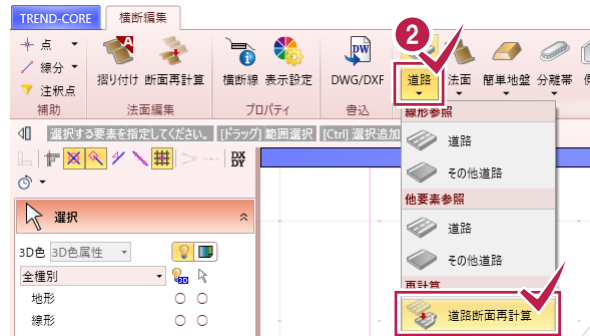 TREND-CORE 横断編集
点
線分
注釈点
補助
摺り付け 断面再計算
法面編集
横断線 表示設定
プロパティ
DWG/DXF
書込
2
道路 法面 簡単地盤 分離帯
選択する要素を指定してください。 [ドラッグ] 範囲選択 [Ctrl] 選択追加
選択
3D色 3D色属性
全種別
地形
線形
線形参照
道路
その他道路
他要素参照
道路
その他道路
再計算
道路断面再計算